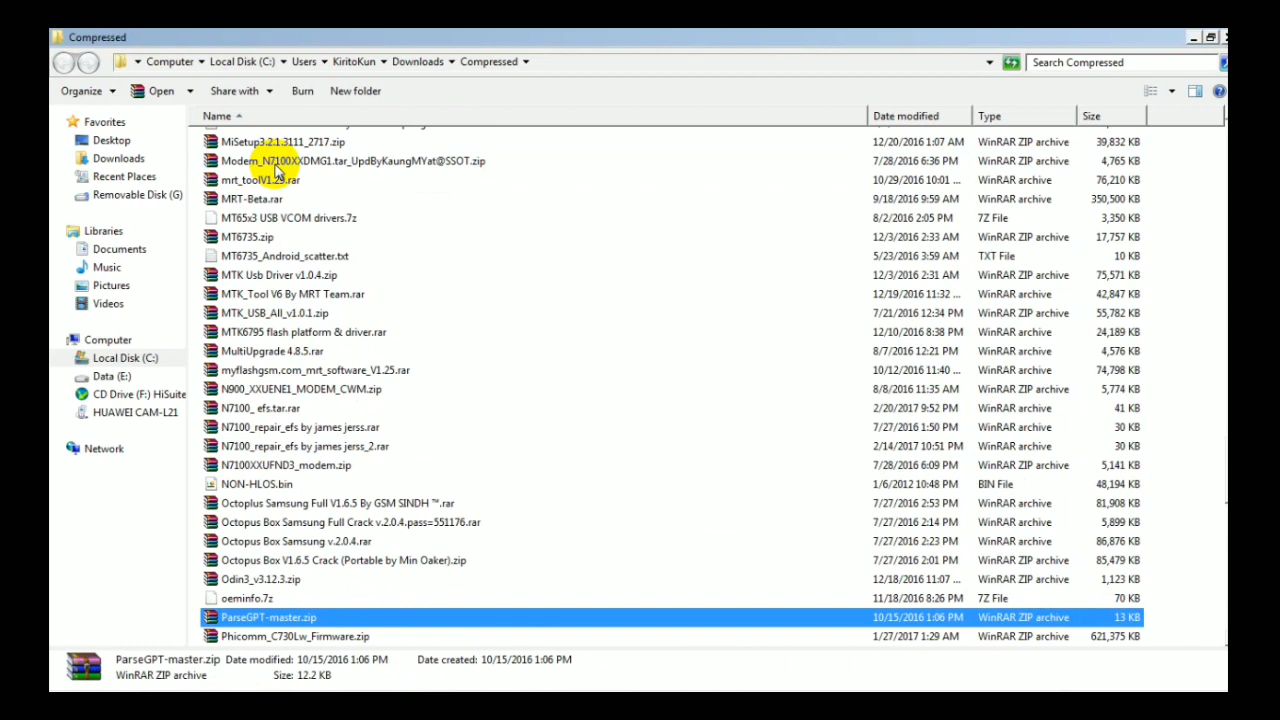 Compressed
Computer Local Disk (C:) Users KiritoKun Downloads Compressed Search Compressed
Organize Open Share with Burn New folder
Name Date modified Type Size
Favorites
Desktop
Downloads
Recent Places
Removable Disk (G)
Libraries
Documents
Music
Pictures
Videos
Computer
Local Disk (C:)
Data (E:)
CD Drive (F:) HiSuite
HUAWEI CAM-L21
Network
MiSetup3.2.1.3111_2717.zip 12/20/2016 1:07 AM WinRAR ZIP archive 39,832 KB
Modem_N7100XXDMG1.tar_UpdByKaungMYat@SSOT.zip 7/28/2016 6:36 PM WinRAR ZIP archive 4,765 KB
mrt_toolV1.29.rar 10/29/2016 10:01 ... WinRAR archive 76,210 KB
MRT-Beta.rar 9/18/2016 9:59 AM WinRAR archive 350,500 KB
MT65x3 USB VCOM drivers.7z 8/2/2016 2:05 PM 7Z File 3,350 KB
MT6735.zip 12/3/2016 2:33 AM WinRAR ZIP archive 17,757 KB
MT6735_Android_scatter.txt 5/23/2016 3:59 AM TXT File 10 KB
MTK Usb Driver v1.0.4.zip 12/3/2016 2:31 AM WinRAR ZIP archive 75,571 KB
MTK_Tool V6 By MRT Team.rar 12/19/2016 11:32 ... WinRAR archive 42,847 KB
MTK_USB_All_v1.0.1.zip 7/21/2016 12:34 PM WinRAR ZIP archive 55,782 KB
MTK6795 flash platform & driver.rar 12/10/2016 8:38 PM WinRAR archive 24,189 KB
MultiUpgrade 4.8.5.rar 8/7/2016 12:21 PM WinRAR archive 4,576 KB
myflashgsm.com_mrt_software_V1.25.rar 10/12/2016 11:40 ... WinRAR archive 74,798 KB
N900_XXUENE1_MODEM_CWM.zip 8/8/2016 11:35 AM WinRAR ZIP archive 5,774 KB
N7100_ efs.tar.rar 2/20/2017 9:52 PM WinRAR archive 41 KB
N7100_repair_efs by james jerss.rar 7/27/2016 1:50 PM WinRAR archive 30 KB
N7100_repair_efs by james jerss_2.rar 2/14/2017 10:51 PM WinRAR archive 30 KB
N7100XXUFND3_modem.zip 7/28/2016 6:09 PM WinRAR ZIP archive 5,141 KB
NON-HLOS.bin 1/6/2012 10:48 PM BIN File 48,194 KB
Octoplus Samsung Full V1.6.5 By GSM SINDH ™.rar 7/27/2016 2:53 PM WinRAR archive 81,908 KB
Octopus Box Samsung Full Crack v.2.0.4.pass=551176.rar 7/27/2016 2:14 PM WinRAR archive 5,899 KB
Octopus Box Samsung v.2.0.4.rar 7/27/2016 2:23 PM WinRAR archive 86,876 KB
Octopus Box V1.6.5 Crack (Portable by Min Oaker).zip 7/27/2016 2:01 PM WinRAR ZIP archive 85,479 KB
Odin3_v3.12.3.zip 12/18/2016 11:07 ... WinRAR ZIP archive 1,123 KB
oeminfo.7z 11/18/2016 8:26 PM 7Z File 70 KB
ParseGPT-master.zip 10/15/2016 1:06 PM WinRAR ZIP archive 13 KB
Phicomm_C730Lw_Firmware.zip 1/27/2017 1:29 AM WinRAR ZIP archive 621,375 KB
ParseGPT-master.zip Date modified: 10/15/2016 1:06 PM Date created: 10/15/2016 1:06 PM
WinRAR ZIP archive Size: 12.2 KB